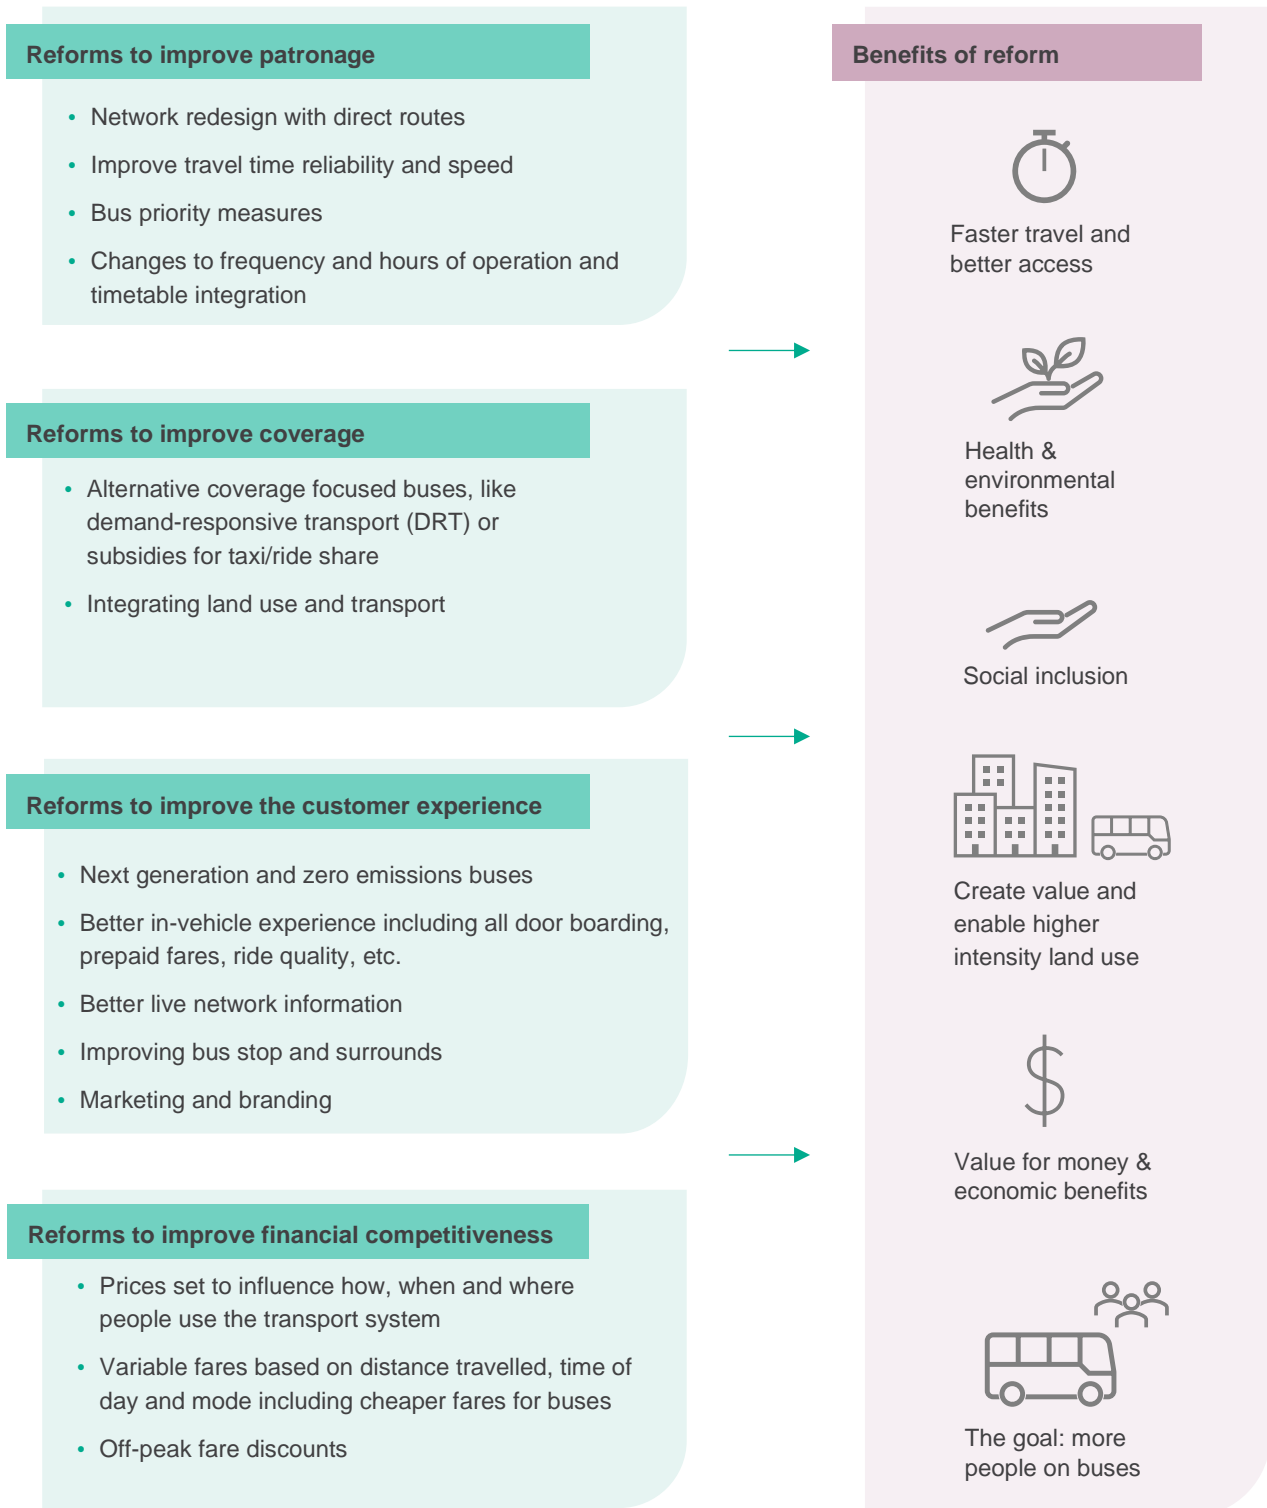 Reforms to improve patronage
• Network redesign with direct routes
• Improve travel time reliability and speed
• Bus priority measures
• Changes to frequency and hours of operation and
timetable integration
Reforms to improve coverage
• Alternative coverage focused buses, like
demand-responsive transport (DRT) or
subsidies for taxi/ride share
• Integrating land use and transport
Reforms to improve the customer experience
• Next generation and zero emissions buses
• Better in-vehicle experience including all door boarding,
prepaid fares, ride quality, etc.
• Better live network information
• Improving bus stop and surrounds
• Marketing and branding
Reforms to improve financial competitiveness
• Prices set to influence how, when and where
people use the transport system
• Variable fares based on distance travelled, time of
day and mode including cheaper fares for buses
• Off-peak fare discounts
Benefits of reform
Faster travel and
better access
Health &
environmental
benefits
Social inclusion
Create value and
enable higher
intensity land use
$
Value for money &
economic benefits
The goal: more
people on buses